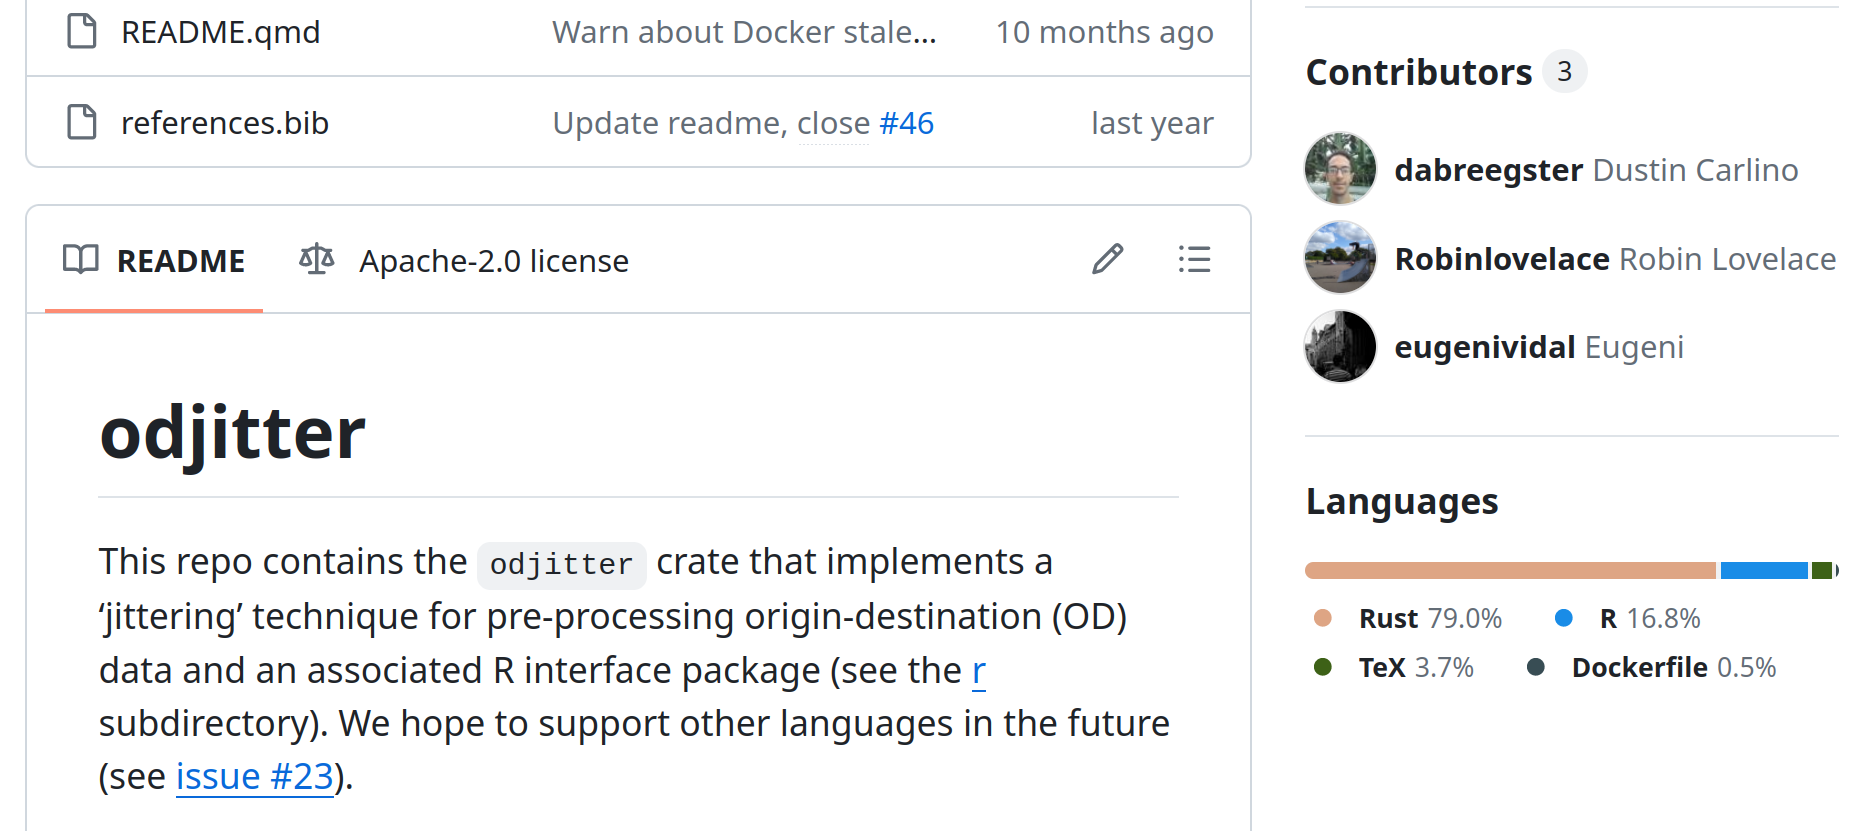 README.qmd Warn about Docker stale... 10 months ago
references.bib Update readme, close #46 last year
README Apache-2.0 license
odjitter
This repo contains the odjitter crate that implements a
‘jittering’ technique for pre-processing origin-destination (OD)
data and an associated R interface package (see the r
subdirectory). We hope to support other languages in the future
(see issue #23).
Contributors 3
dabreegster Dustin Carlino
Robinlovelace Robin Lovelace
eugenividal Eugeni
Languages
Rust 79.0% R 16.8%
TeX 3.7% Dockerfile 0.5%